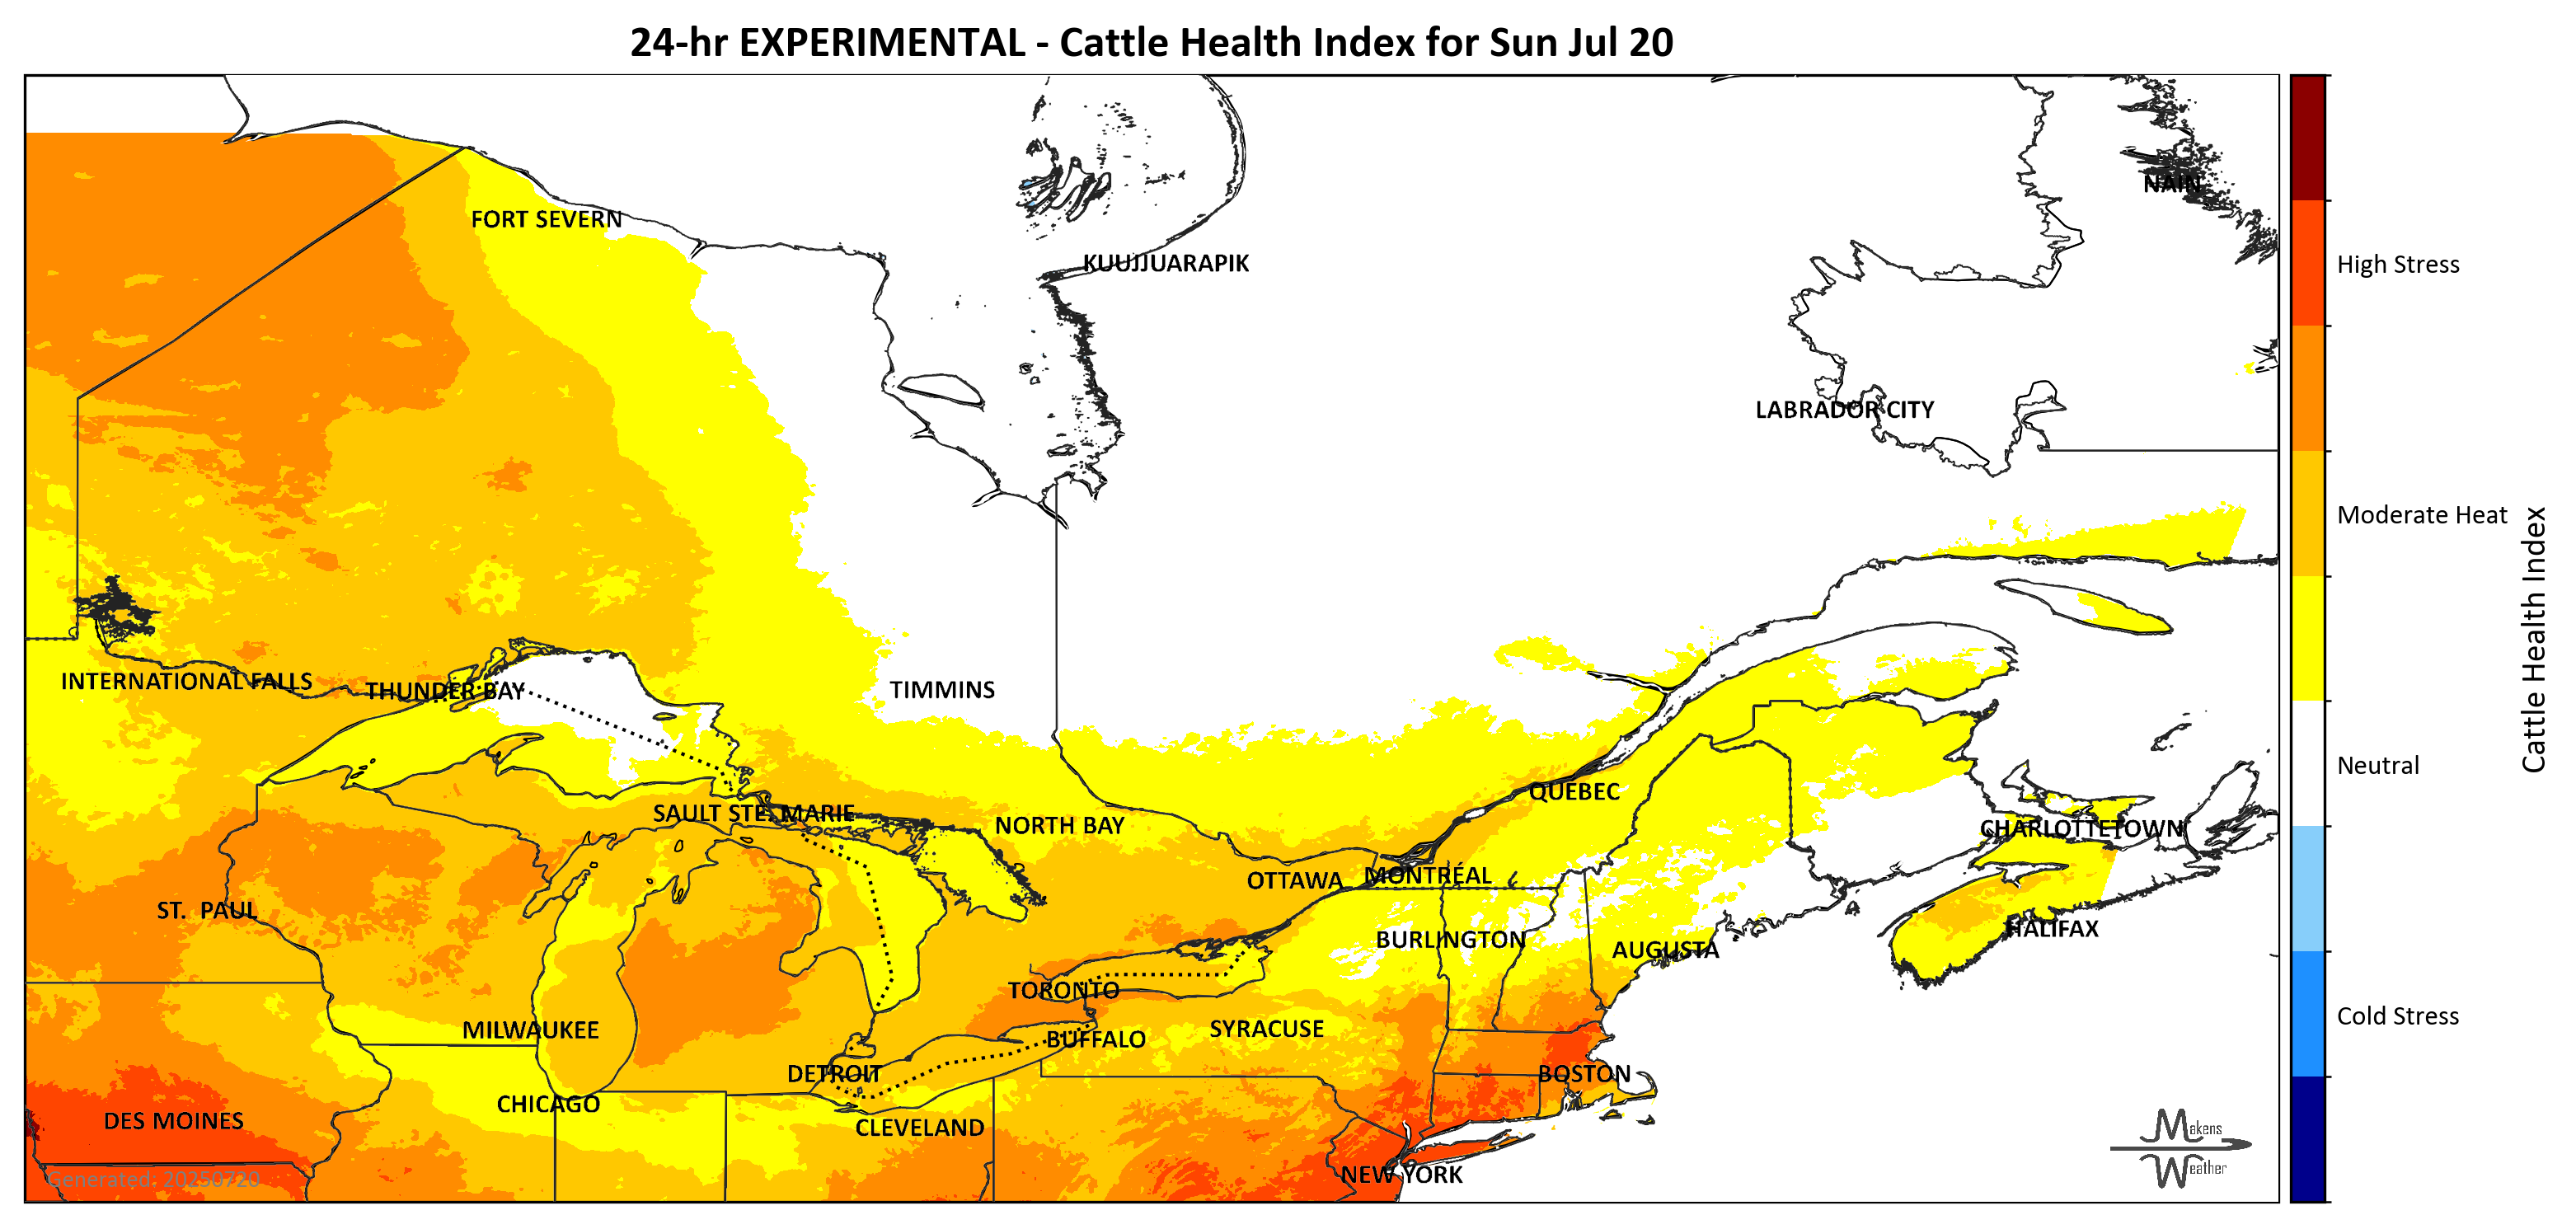 24-hr EXPERIMENTAL - Cattle Health Index for Sun Jul 20
NAIN
FORT SEVERN
KUUJJUARAPIK
High Stress
LABRADOR CITY
Moderate Heat
Cattle Health Index
INTERNATIONAL FALLS
THUNDER BAY
TIMMINS
Neutral
QUEBEC
SAULT STE. MARIE
NORTH BAY
CHARLOTTETOWN
OTTAWA
MONTRÉAL
ST. PAUL
HALIFAX
BURLINGTON
AUGUSTA
TORONTO
Cold Stress
MILWAUKEE
SYRACUSE
BUFFALO
DETROIT
BOSTON
CHICAGO
DES MOINES
CLEVELAND
Makens
Weather
NEW YORK
Generated: 20250720